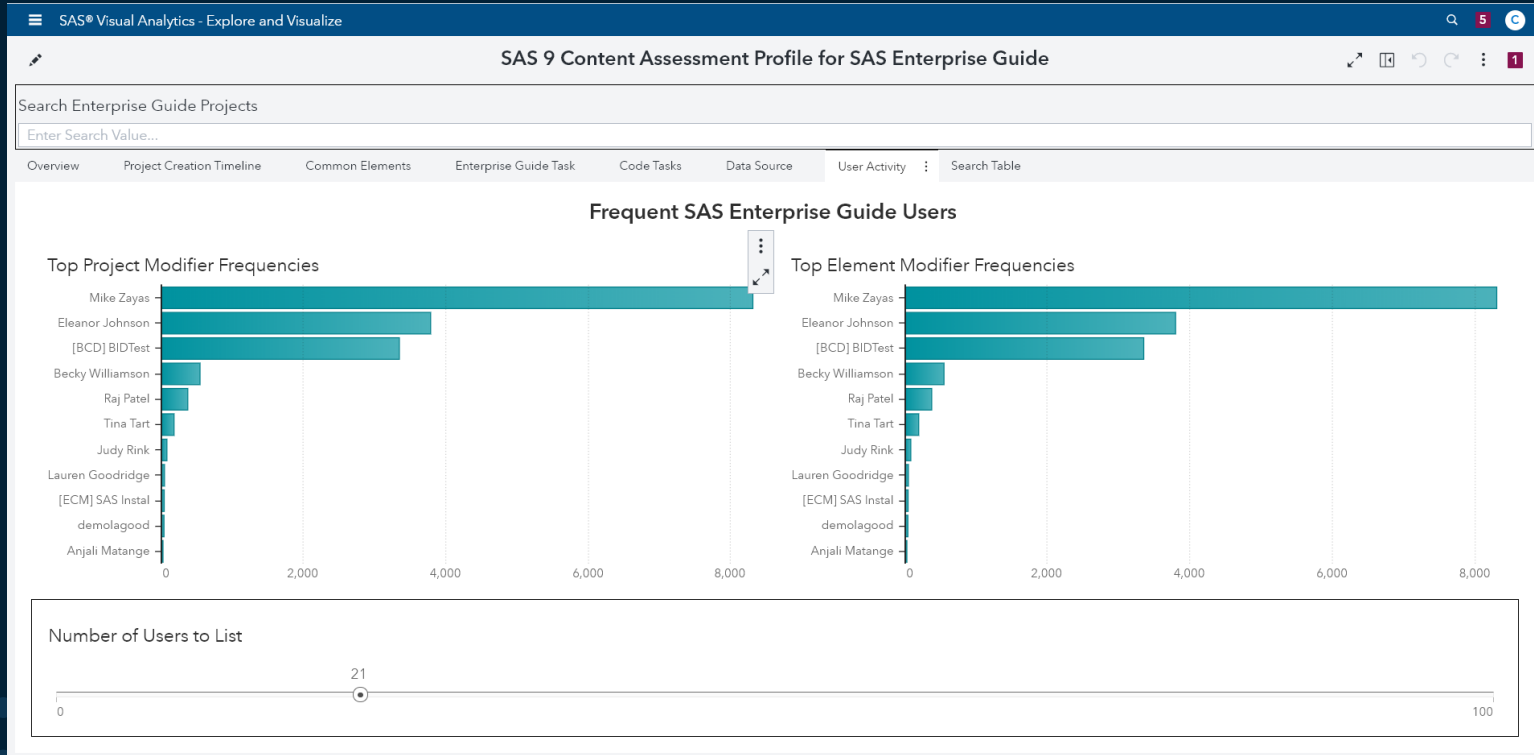 SAS® Visual Analytics - Explore and Visualize
5
C
SAS 9 Content Assessment Profile for SAS Enterprise Guide
1
Search Enterprise Guide Projects
Enter Search Value...
Overview Project Creation Timeline Common Elements Enterprise Guide Task Code Tasks Data Source User Activity Search Table
Frequent SAS Enterprise Guide Users
Top Project Modifier Frequencies
Mike Zayas
Eleanor Johnson
[BCD] BIDTest
Becky Williamson
Raj Patel
Tina Tart
Judy Rink
Lauren Goodridge
[ECM] SAS Instal
demolagood
Anjali Matange
0 2,000 4,000 6,000 8,000
Top Element Modifier Frequencies
Mike Zayas
Eleanor Johnson
[BCD] BIDTest
Becky Williamson
Raj Patel
Tina Tart
Judy Rink
Lauren Goodridge
[ECM] SAS Instal
demolagood
Anjali Matange
0 2,000 4,000 6,000 8,000
Number of Users to List
21
0 100